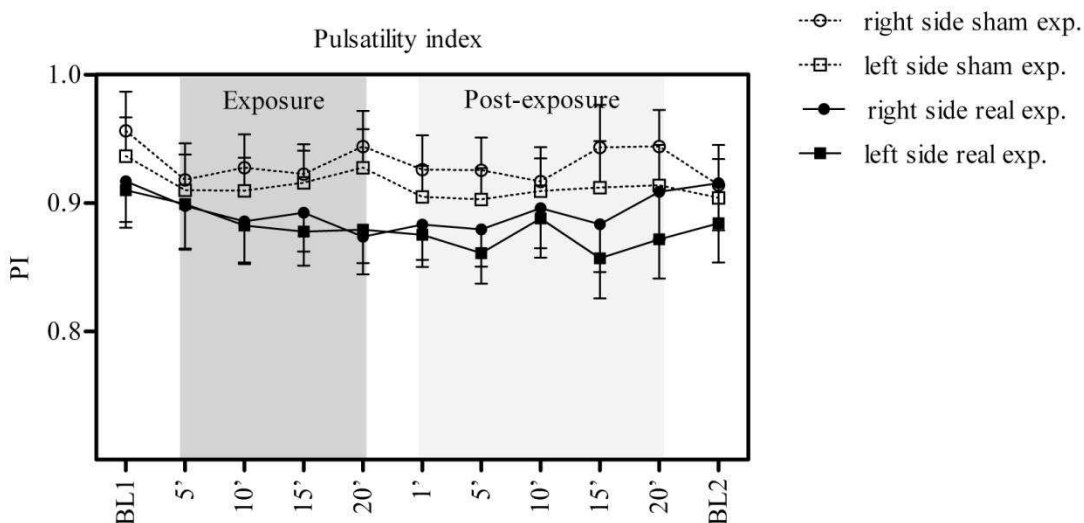 Pulsatility index
right side sham exp.
left side sham exp.
right side real exp.
left side real exp.
1.0
Exposure
Post-exposure
0.9
PI
0.8
BL1
5’
10’
15’
20’
1’
5’
10’
15’
20’
BL2